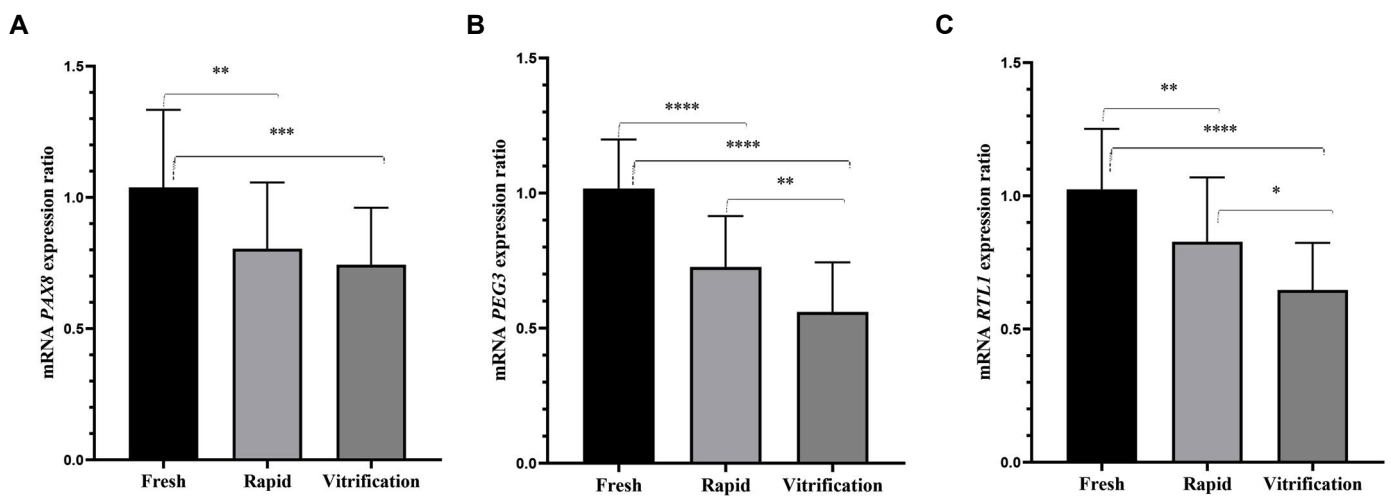 A
mRNA PAX8 expression ratio
1.5
1.0
0.5
0.0
**
***
Fresh Rapid Vitrification
B
mRNA PEG3 expression ratio
1.5
1.0
0.5
0.0
****
****
**
Fresh Rapid Vitrification
C
mRNA RTL1 expression ratio
1.5
1.0
0.5
0.0
**
****
*
Fresh Rapid Vitrification